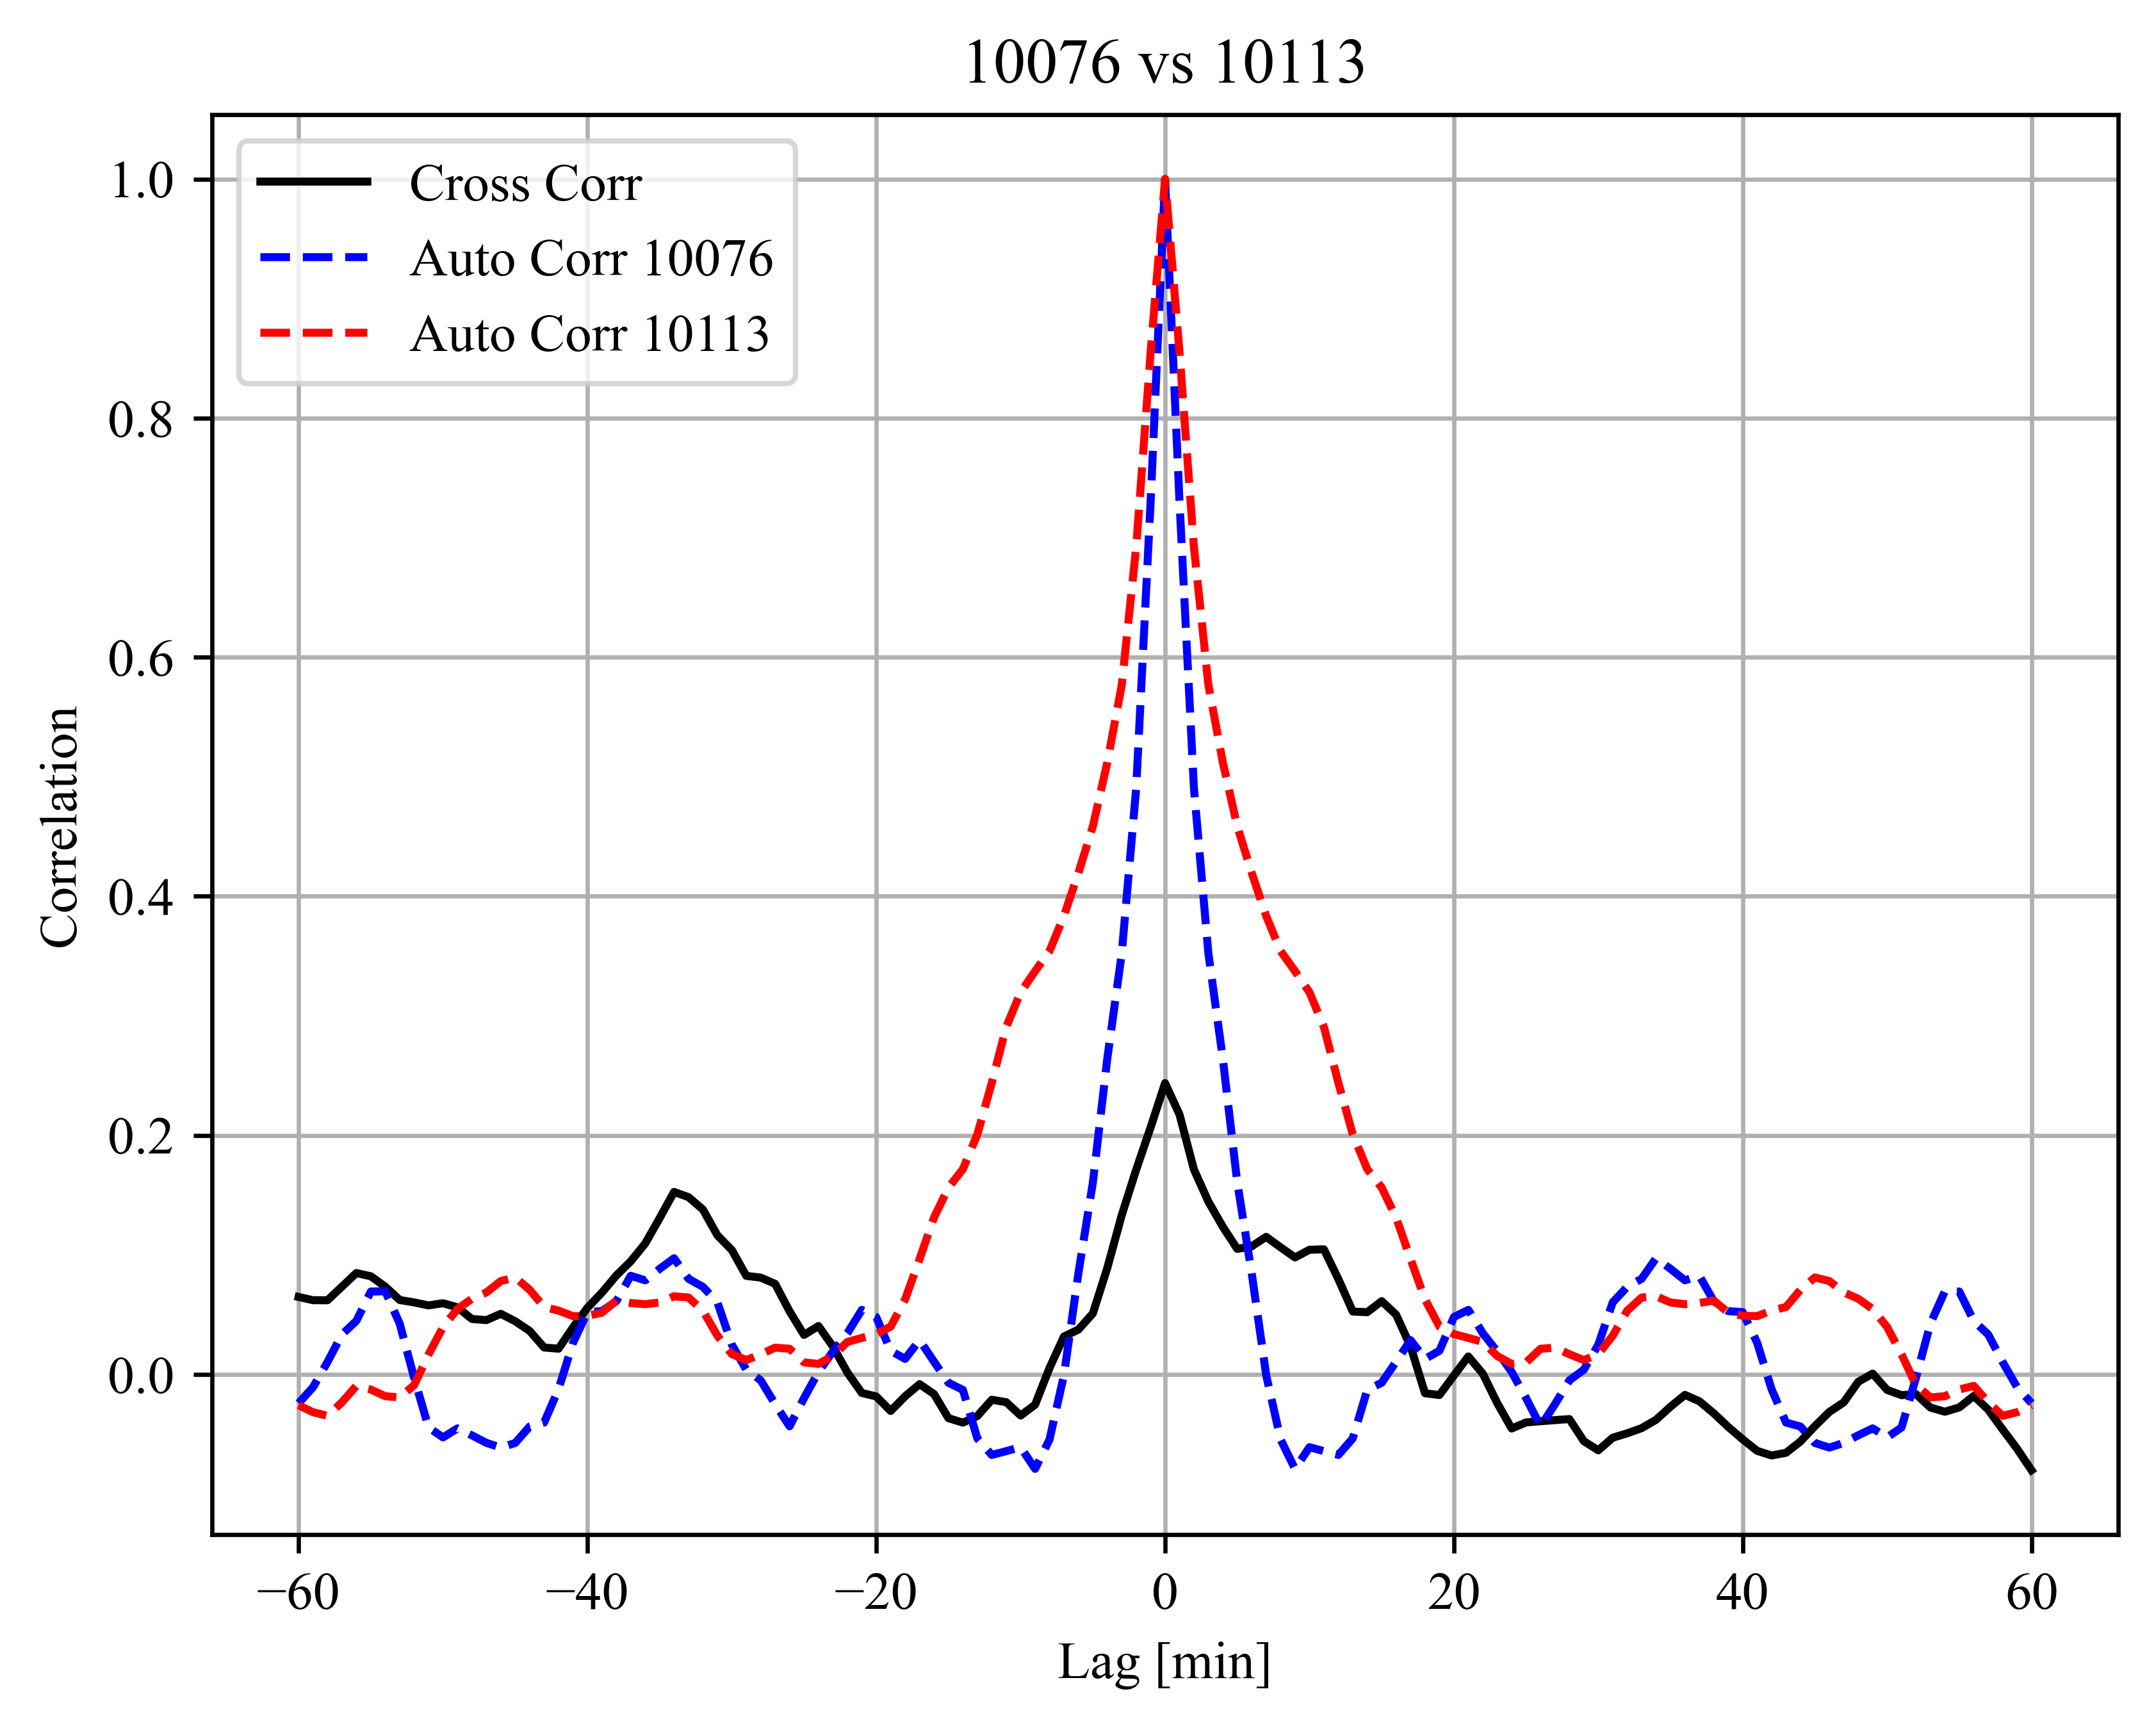 10076 vs 10113
Cross Corr
Auto Corr 10076
Auto Corr 10113
1.0
0.8
0.6
0.4
0.2
0.0
Correlation
−60 −40 −20 0 20 40 60
Lag [min]